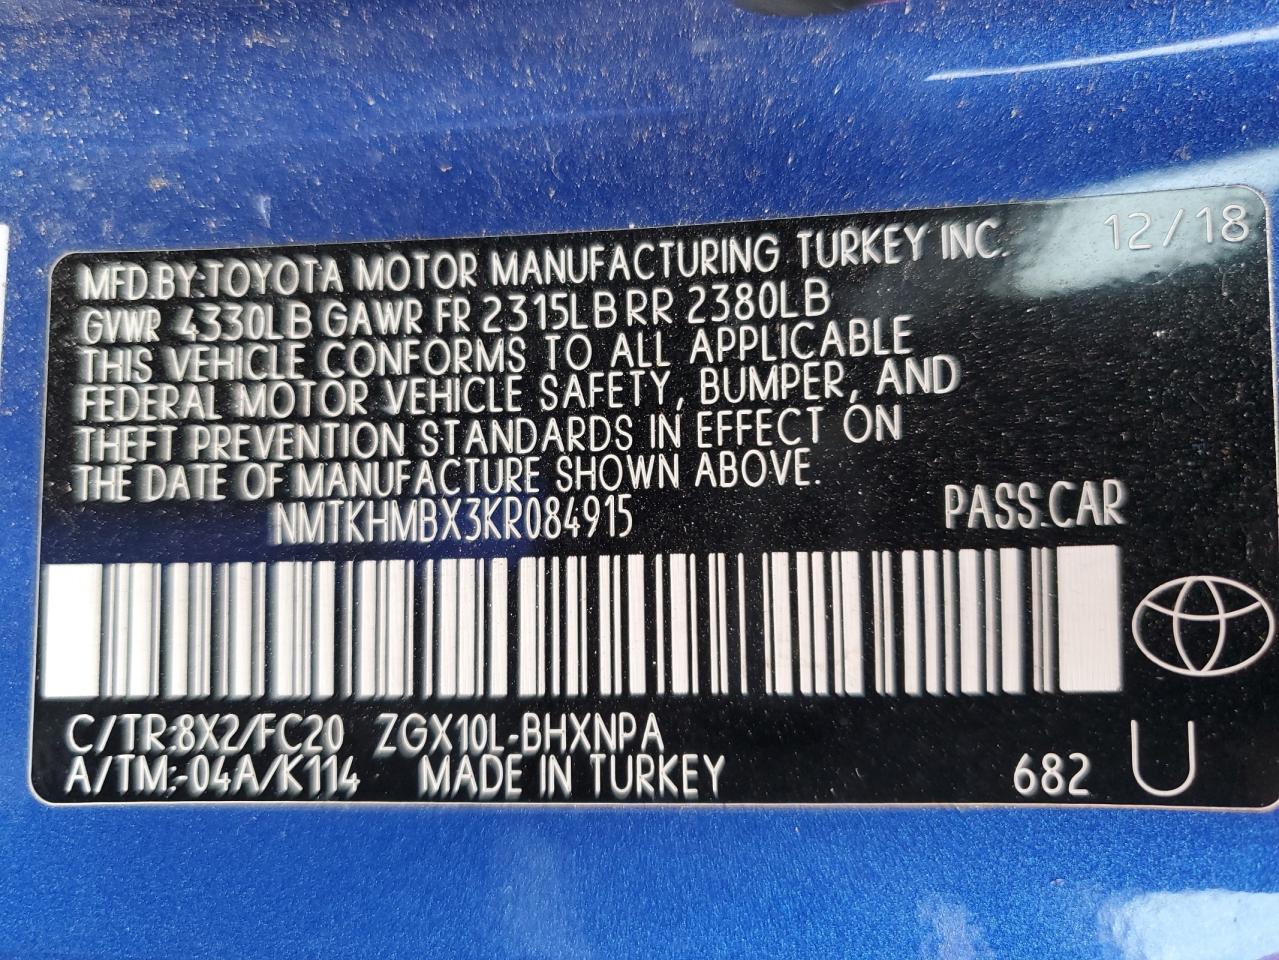 12/18
MFD.BY:TOYOTA MOTOR MANUFACTURING TURKEY INC.
GVWR 4330LB GAWR FR 2315LB RR 2380LB
THIS VEHICLE CONFORMS TO ALL APPLICABLE
FEDERAL MOTOR VEHICLE SAFETY, BUMPER, AND
THEFT PREVENTION STANDARDS IN EFFECT ON
THE DATE OF MANUFACTURE SHOWN ABOVE.
NMTKHMBX3KR084915
PASS.CAR
C/TR:8X2/FC20 ZGX10L-BHXNPA
A/TM:-04A/K114 MADE IN TURKEY
682 U